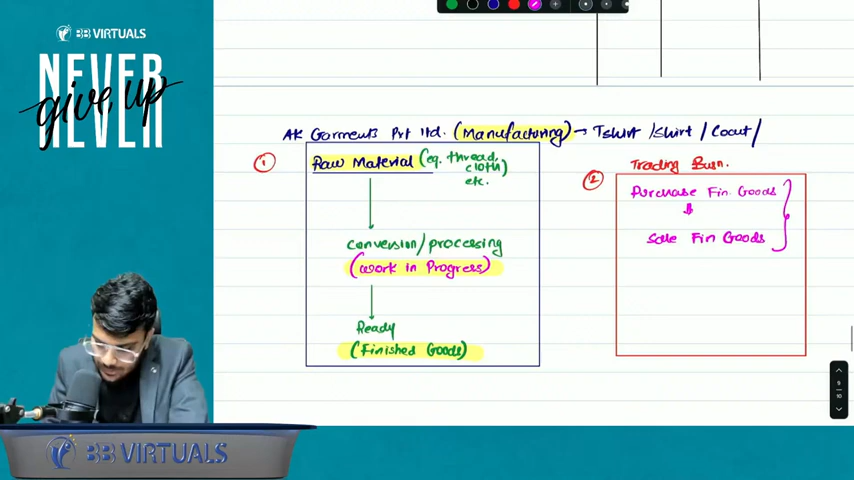 BB VIRTUALS
NEVER
give up
AK Garments Pvt ltd. (Manufacturing) → Tshirt /shirt / Coat /
① Raw Material (eg. thread, cloth etc.
conversion/processing
(work in Progress)
Ready
(Finished Goods)
Trading Busn.
② Purchase Fin. Goods
Sale Fin Goods
9
10
BB VIRTUALS